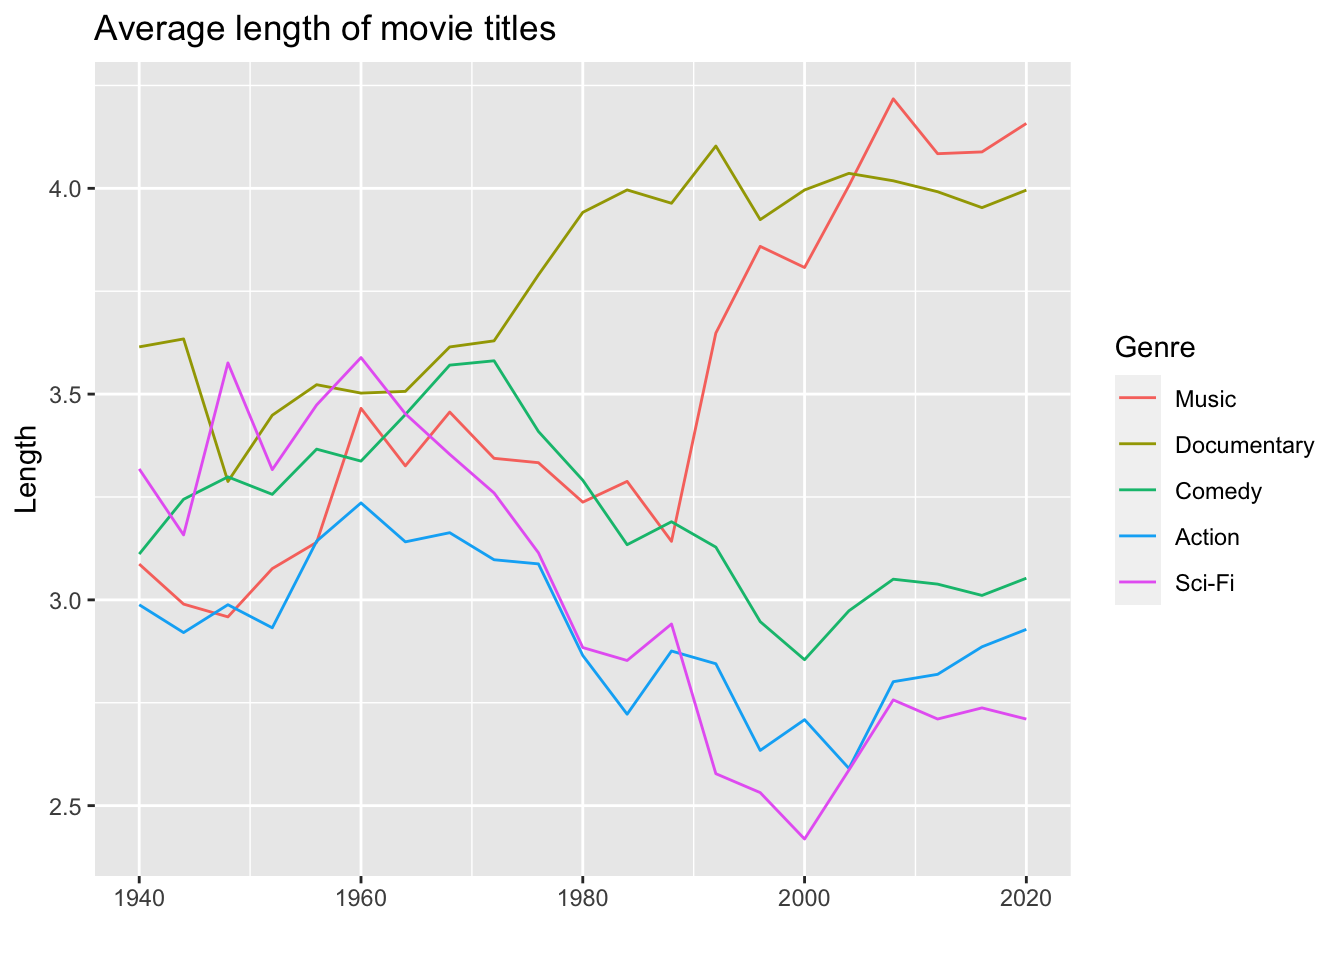 Average length of movie titles
Length
4.0
3.5
3.0
2.5
1940
1960
1980
2000
2020
Genre
Music
Documentary
Comedy
Action
Sci-Fi